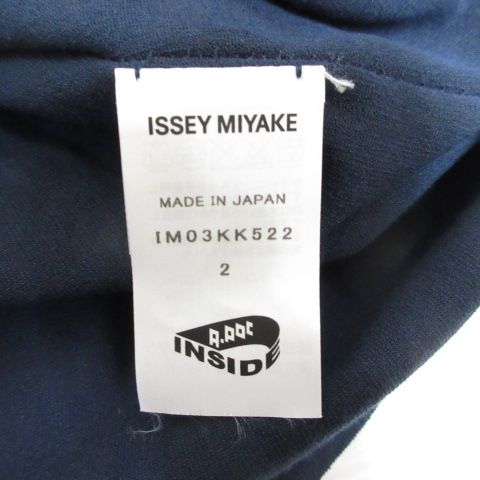 ISSEY MIYAKE
MADE IN JAPAN
IM03KK522
2
A.POC
INSIDE